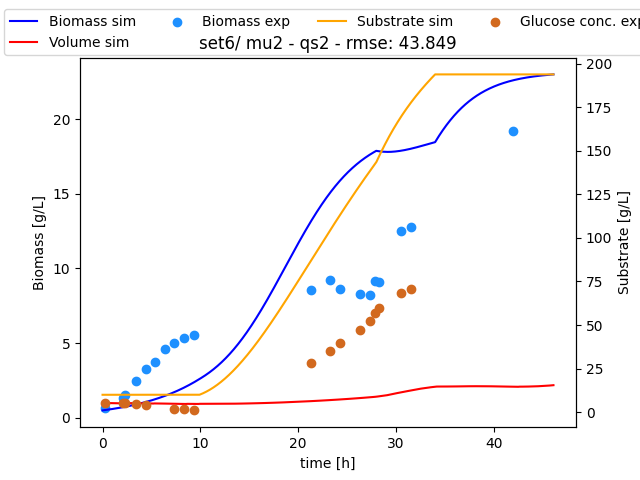 Biomass sim
Biomass exp
Substrate sim
Glucose conc. exp
Volume sim
set6/ mu2 - qs2 - rmse: 43.849
Biomass [g/L]
20
15
10
5
0
200
175
150
125
100
75
50
25
0
Substrate [g/L]
0 10 20 30 40
time [h]